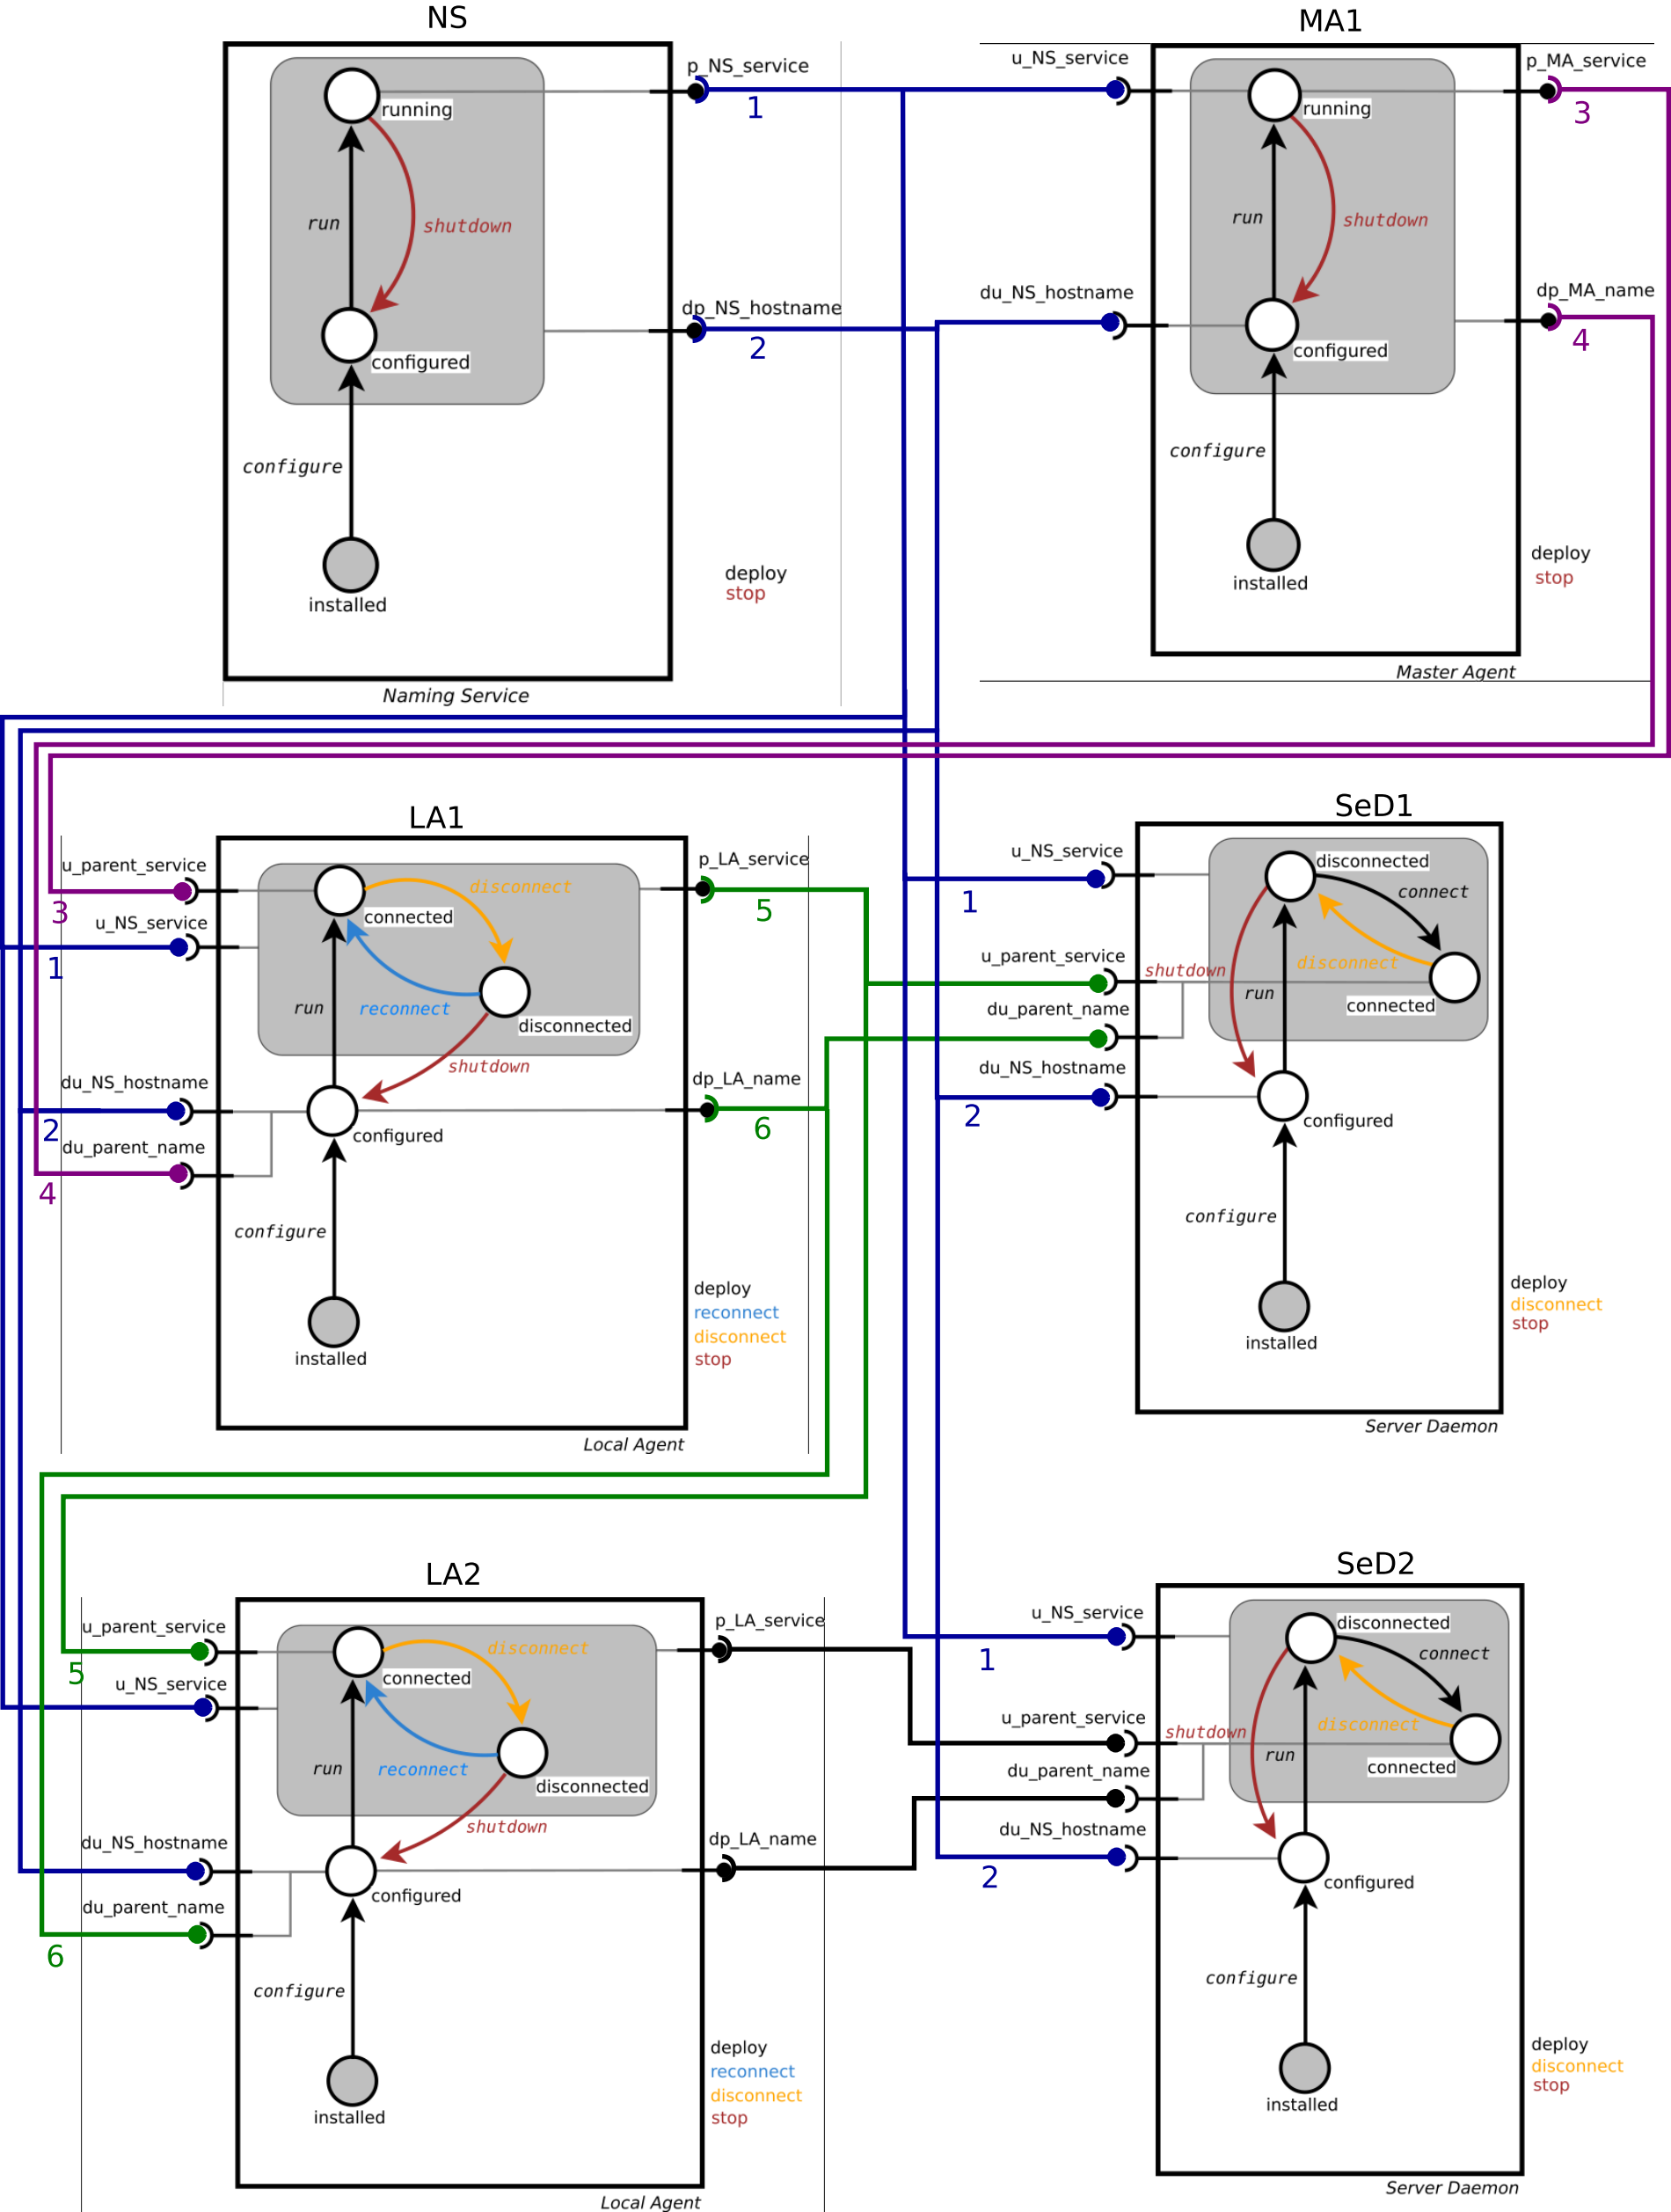 NS
p_NS_service
1
running
run
shutdown
dp_NS_hostname
2
configured
configure
installed
deploy
stop
Naming Service
MA1
u_NS_service
p_MA_service
3
running
run
shutdown
du_NS_hostname
dp_MA_name
4
configured
configure
installed
deploy
stop
Master Agent
LA1
u_parent_service
3
u_NS_service
1
p_LA_service
5
disconnect
connected
run
reconnect
disconnected
shutdown
du_NS_hostname
2
du_parent_name
4
dp_LA_name
6
configured
configure
installed
deploy
reconnect
disconnect
stop
Local Agent
SeD1
u_NS_service
1
disconnected
connect
u_parent_service
shutdown
disconnect
run
connected
du_parent_name
du_NS_hostname
2
configured
configure
installed
deploy
disconnect
stop
Server Daemon
LA2
u_parent_service
5
u_NS_service
p_LA_service
disconnect
connected
run
reconnect
disconnected
shutdown
du_NS_hostname
du_parent_name
6
dp_LA_name
configured
configure
installed
deploy
reconnect
disconnect
stop
Local Agent
SeD2
u_NS_service
1
disconnected
connect
u_parent_service
shutdown
disconnect
run
connected
du_parent_name
du_NS_hostname
2
configured
configure
installed
deploy
disconnect
stop
Server Daemon